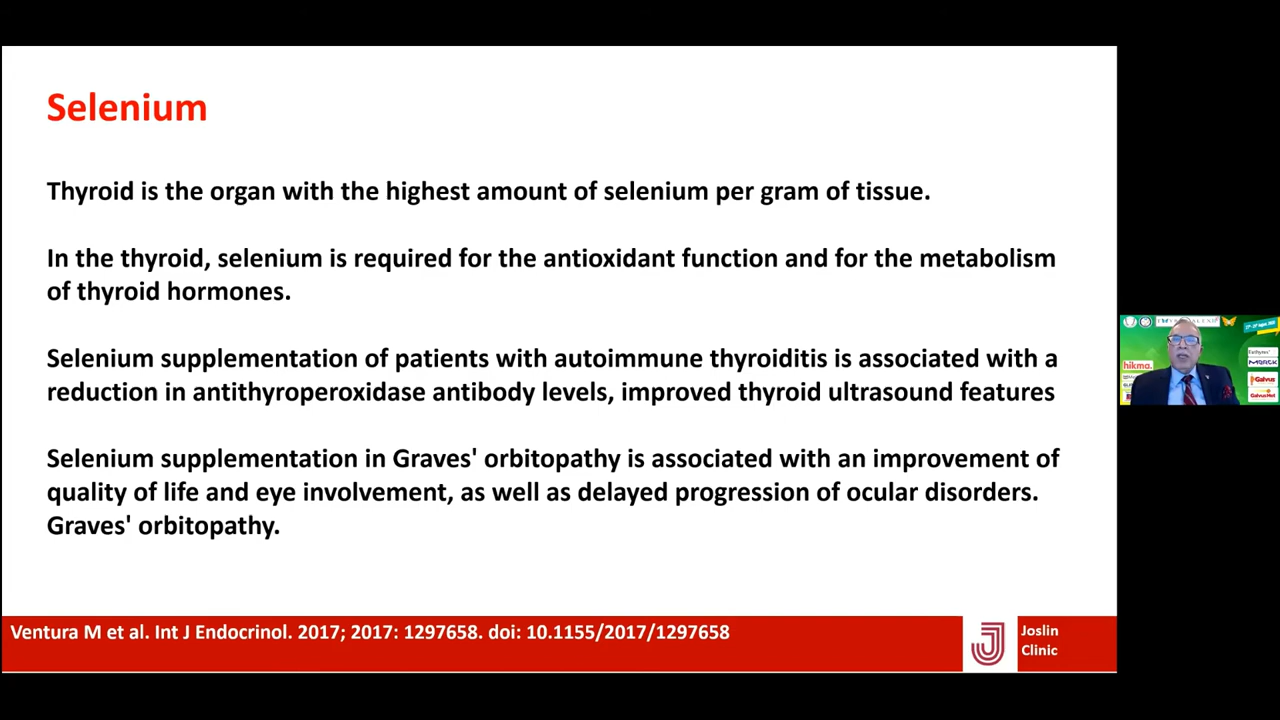 Selenium
Thyroid is the organ with the highest amount of selenium per gram of tissue.
In the thyroid, selenium is required for the antioxidant function and for the metabolism
of thyroid hormones.
Selenium supplementation of patients with autoimmune thyroiditis is associated with a
reduction in antithyroperoxidase antibody levels, improved thyroid ultrasound features
Selenium supplementation in Graves' orbitopathy is associated with an improvement of
quality of life and eye involvement, as well as delayed progression of ocular disorders.
Graves' orbitopathy.
Ventura M et al. Int J Endocrinol. 2017; 2017: 1297658. doi: 10.1155/2017/1297658
Joslin
Clinic
hikma.
MERCK
Galvus
GalvusMet